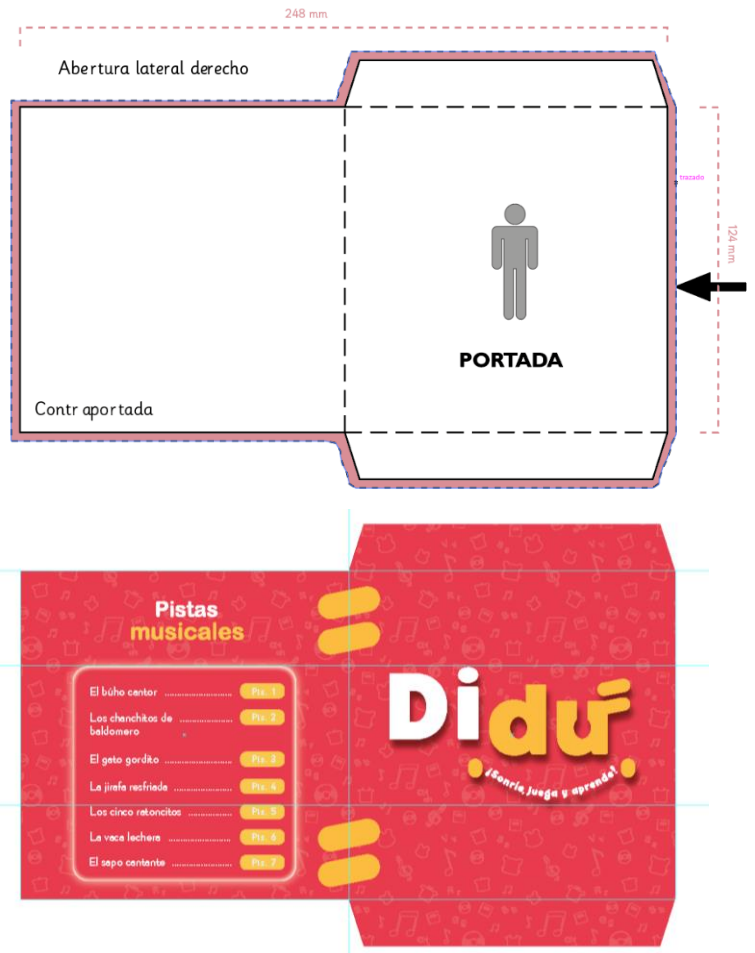 248 mm
Abertura lateral derecho
trazado
124 mm
PORTADA
Contr aportada
Pistas
musicales
El búho cantor ........................ Pis. 1
Los chanchitos de ................... Pis. 2
baldomero
El gato gordito ........................ Pis. 3
La jirafa resfriada ................... Pis. 4
Los cinco ratoncitos ................ Pis. 5
La vaca lechera ....................... Pis. 6
El sapo cantante ..................... Pis. 7
Didú
¡Sonríe, juega y aprende!